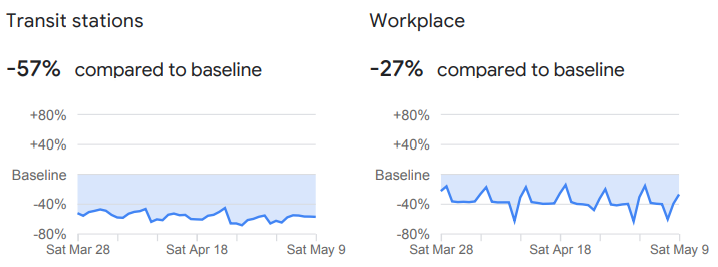 Transit stations
-57% compared to baseline
+80%
+40%
Baseline
-40%
-80%
Sat Mar 28 Sat Apr 18 Sat May 9
Workplace
-27% compared to baseline
+80%
+40%
Baseline
-40%
-80%
Sat Mar 28 Sat Apr 18 Sat May 9